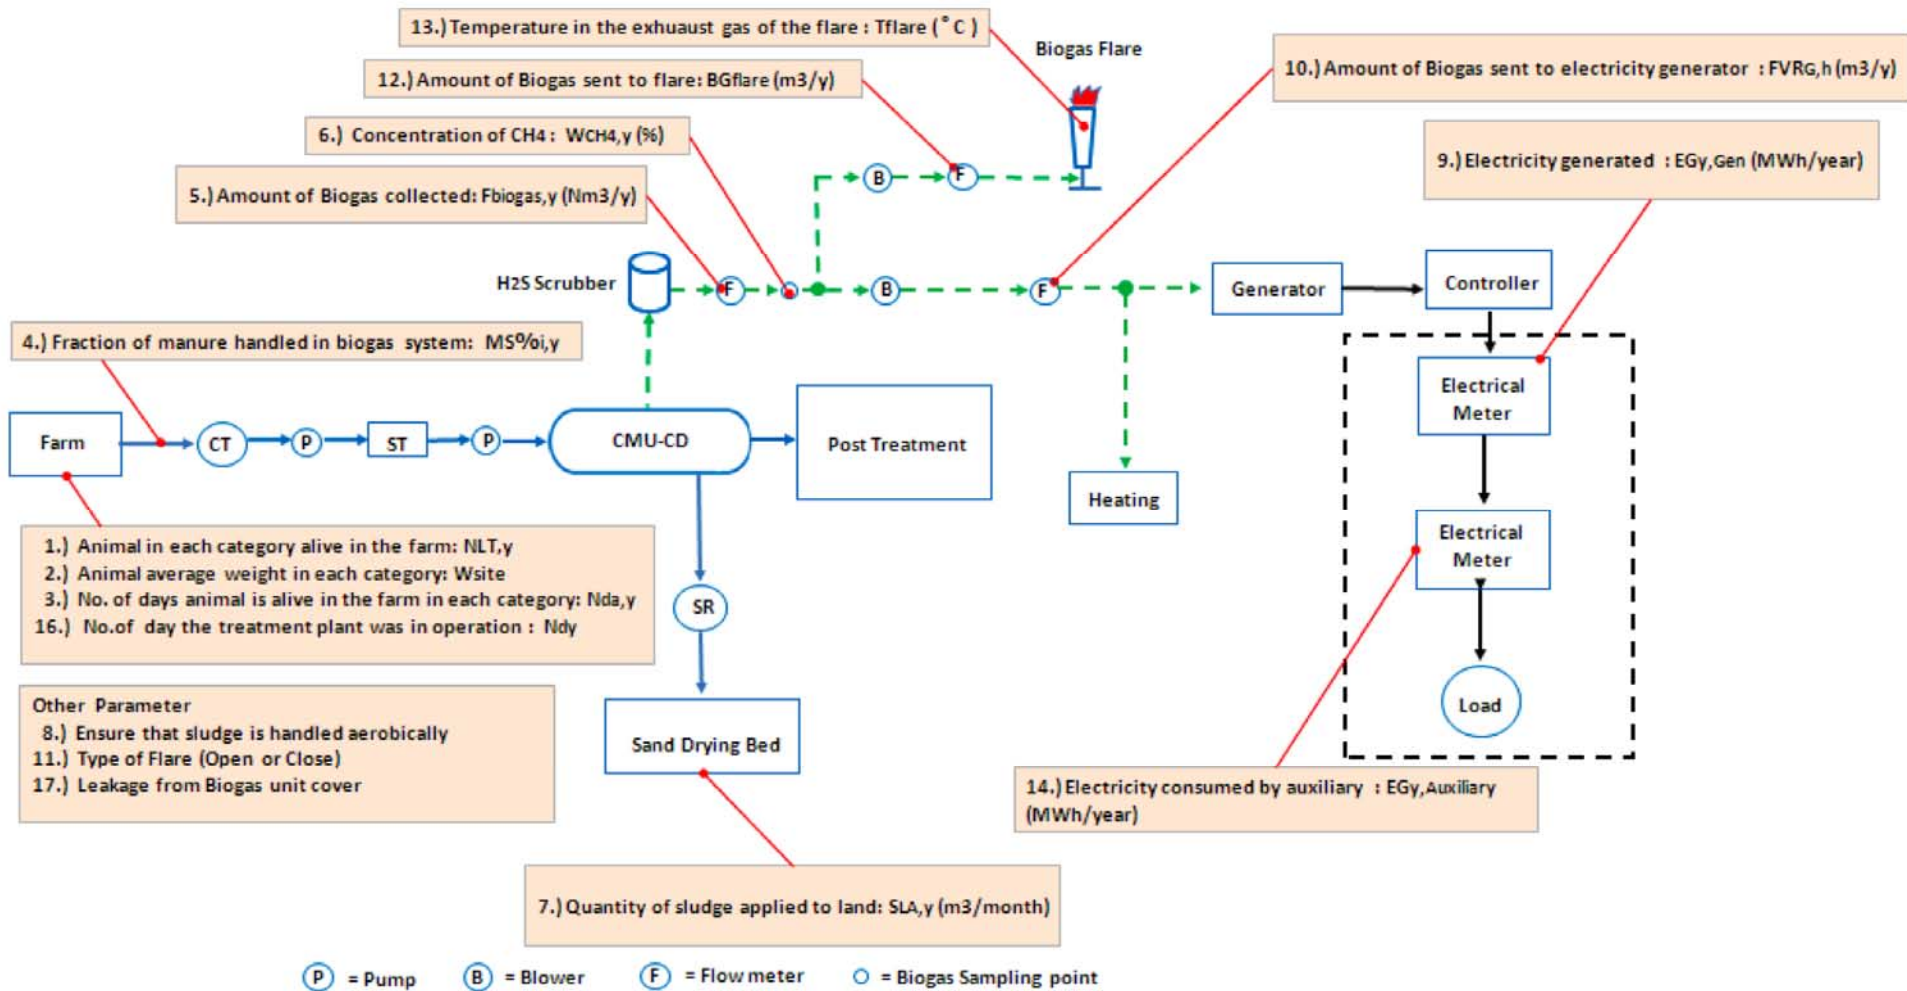 13.) Temperature in the exhuaust gas of the flare : Tflare (°C )
Biogas Flare
12.) Amount of Biogas sent to flare: BGflare (m3/y)
10.) Amount of Biogas sent to electricity generator : FVRG,h (m3/y)
6.) Concentration of CH4 : WCH4,y (%)
9.) Electricity generated : EGy,Gen (MWh/year)
5.) Amount of Biogas collected: Fbiogas,y (Nm3/y)
B
F
H2S Scrubber
F
B
F
Generator
Controller
4.) Fraction of manure handled in biogas system: MS%i,y
Electrical
Meter
Farm
CT
P
ST
P
CMU-CD
Post Treatment
Heating
Electrical
Meter
1.) Animal in each category alive in the farm: NLT,y
2.) Animal average weight in each category: Wsite
3.) No. of days animal is alive in the farm in each category: Nda,y
16.) No.of day the treatment plant was in operation : Ndy
SR
Other Parameter
8.) Ensure that sludge is handled aerobically
11.) Type of Flare (Open or Close)
17.) Leakage from Biogas unit cover
Sand Drying Bed
Load
14.) Electricity consumed by auxiliary : EGy,Auxiliary
(MWh/year)
7.) Quantity of sludge applied to land: SLA,y (m3/month)
P = Pump
B = Blower
F = Flow meter
= Biogas Sampling point